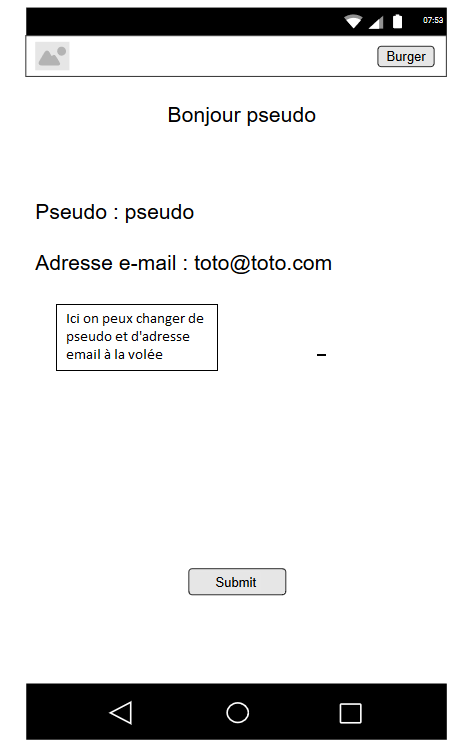 07:53
Burger
Bonjour pseudo
Pseudo : pseudo
Adresse e-mail : toto@toto.com
Ici on peux changer de
pseudo et d'adresse
email à la volée
Submit